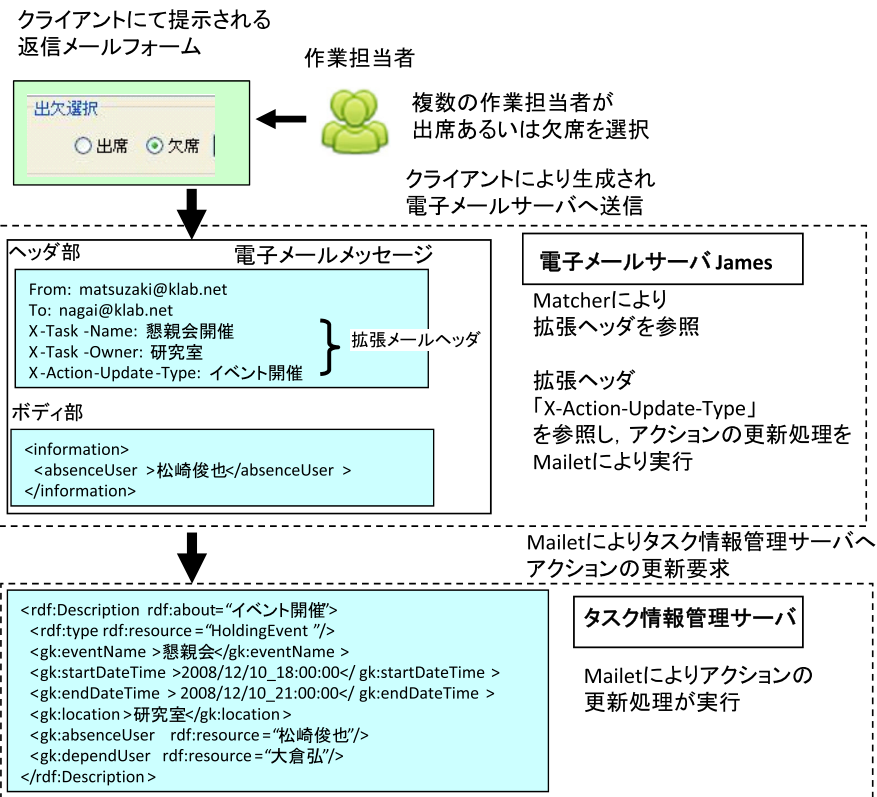 クライアントにて提示される
返信メールフォーム
作業担当者
出欠選択
出席 欠席
複数の作業担当者が
出席あるいは欠席を選択
クライアントにより生成され
電子メールサーバへ送信
ヘッダ部
電子メールメッセージ
From: matsuzaki@klab.net
To: nagai@klab.net
X-Task -Name: 懇親会開催
X-Task -Owner: 研究室
X-Action-Update-Type: イベント開催
拡張メールヘッダ
ボディ部
<information>
<absenceUser >松崎俊也</absenceUser >
</information>
電子メールサーバ James
Matcherにより
拡張ヘッダを参照
拡張ヘッダ
「X-Action-Update-Type」
を参照し，アクションの更新処理を
Mailetにより実行
Mailetによりタスク情報管理サーバへ
アクションの更新要求
<rdf:Description rdf:about=“イベント開催”>
<rdf:type rdf:resource =“HoldingEvent ”/>
<gk:eventName >懇親会</gk:eventName >
<gk:startDateTime >2008/12/10_18:00:00</ gk:startDateTime >
<gk:endDateTime > 2008/12/10_21:00:00</ gk:endDateTime >
<gk:location>研究室</gk:location>
<gk:absenceUser rdf:resource=“松崎俊也”/>
<gk:dependUser rdf:resource=“大倉弘”/>
</rdf:Description>
タスク情報管理サーバ
Mailetによりアクションの
更新処理が実行